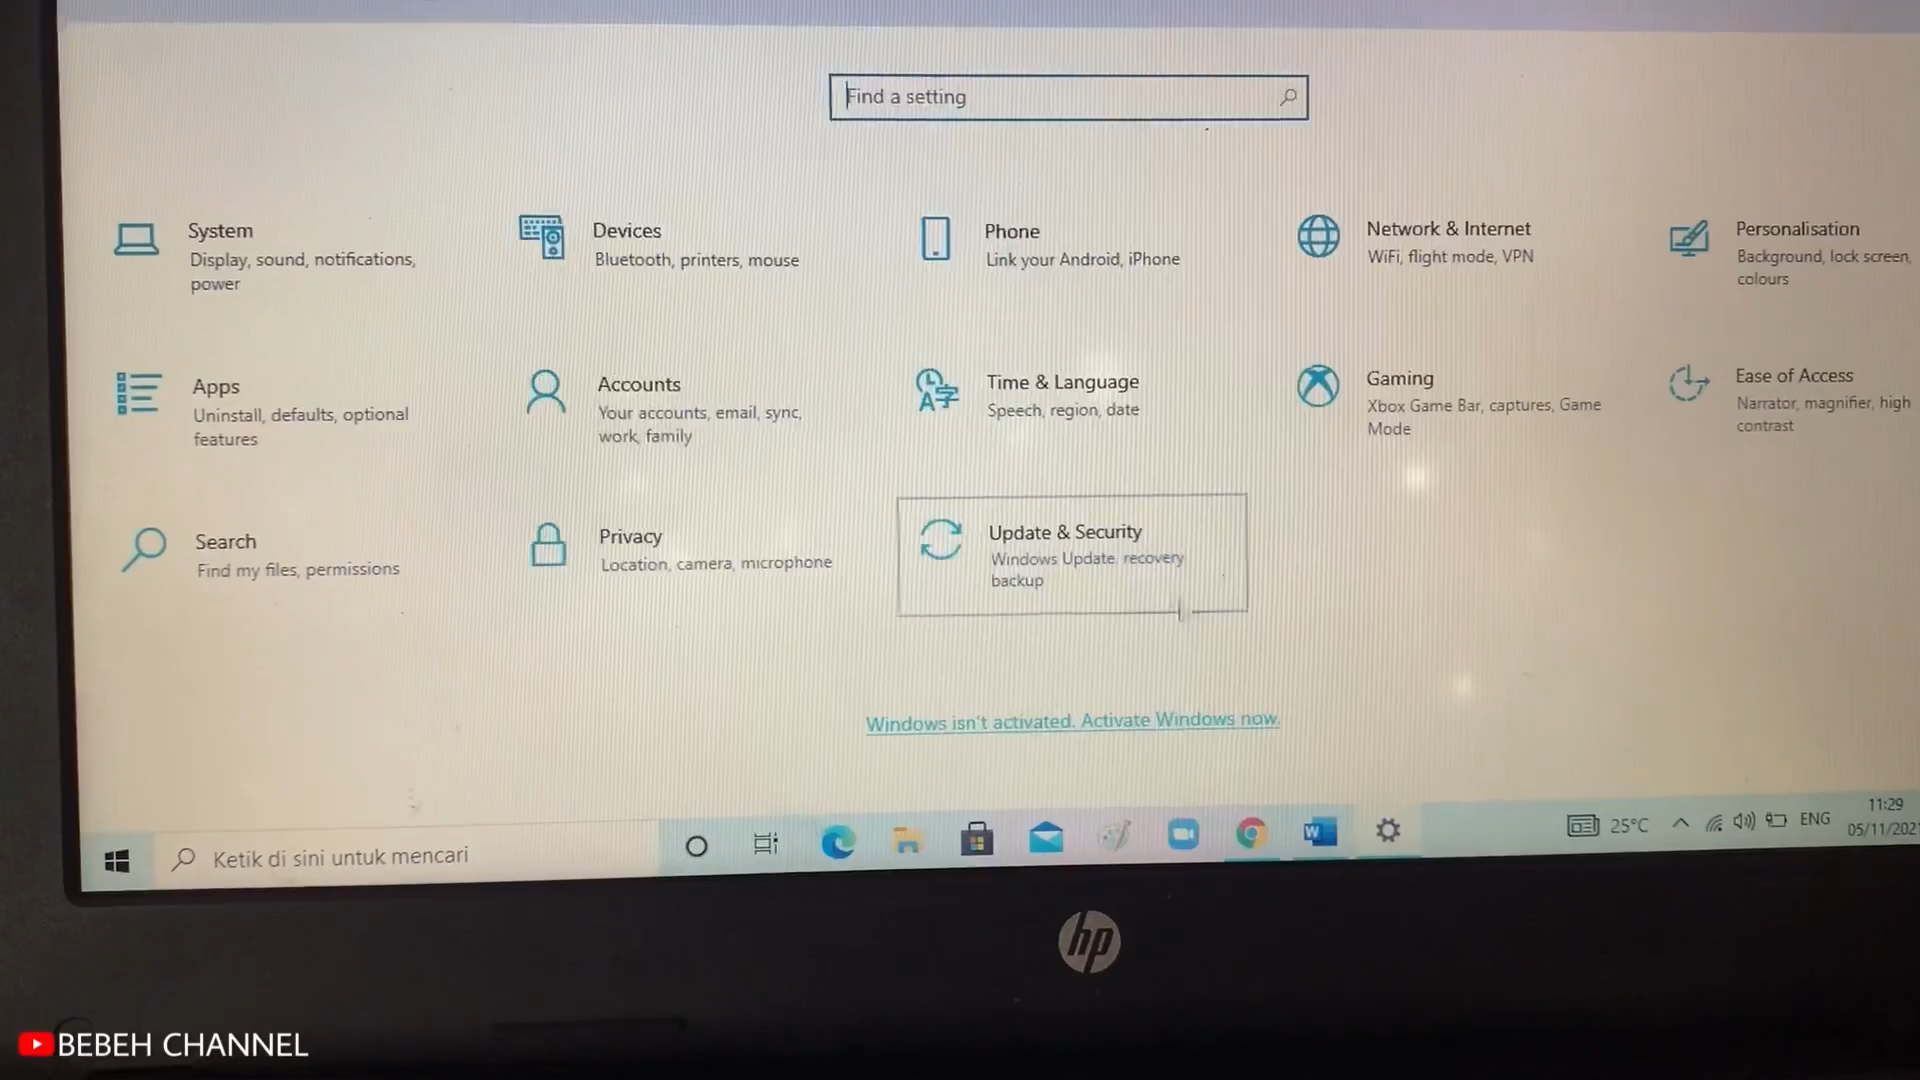 Find a setting
System
Display, sound, notifications,
power
Devices
Bluetooth, printers, mouse
Phone
Link your Android, iPhone
Network & Internet
WiFi, flight mode, VPN
Personalisation
Background, lock screen,
colours
Apps
Uninstall, defaults, optional
features
Accounts
Your accounts, email, sync,
work, family
Time & Language
Speech, region, date
Gaming
Xbox Game Bar, captures, Game
Mode
Ease of Access
Narrator, magnifier, high
contrast
Search
Find my files, permissions
Privacy
Location, camera, microphone
Update & Security
Windows Update, recovery
backup
Windows isn't activated. Activate Windows now.
Ketik di sini untuk mencari
W
25°C
ENG
11:29
05/11/202
hp
BEBEH CHANNEL